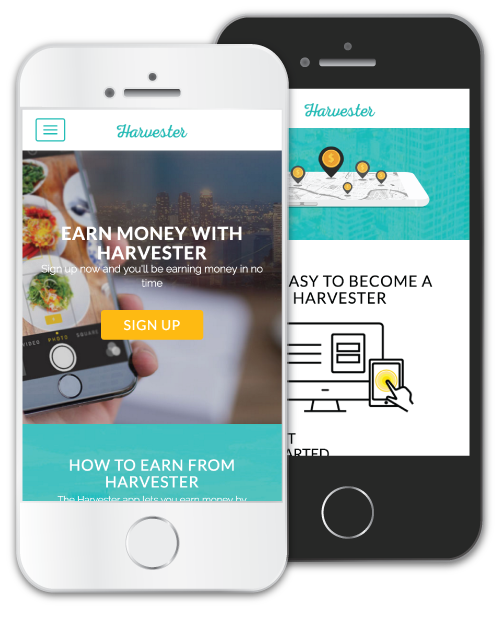 Harvester
EARN MONEY WITH
HARVESTER
Sign up now and you'll be earning money in no
time
SIGN UP
VIDEO PHOTO SQUARE
HOW TO EARN FROM
HARVESTER
The Harvester app lets you earn money by
Harvester
$
$
$
$
ASY TO BECOME A
HARVESTER
T
ARTED